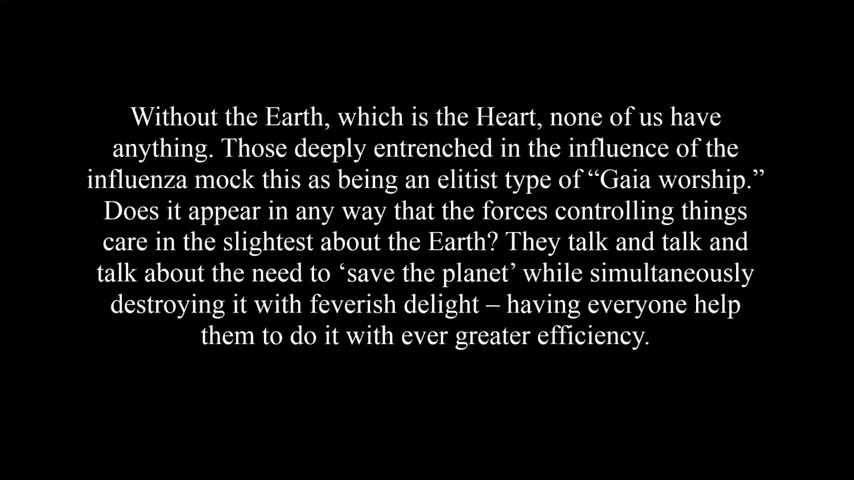 Without the Earth, which is the Heart, none of us have
anything. Those deeply entrenched in the influence of the
influenza mock this as being an elitist type of “Gaia worship.”
Does it appear in any way that the forces controlling things
care in the slightest about the Earth? They talk and talk and
talk about the need to ‘save the planet’ while simultaneously
destroying it with feverish delight – having everyone help
them to do it with ever greater efficiency.